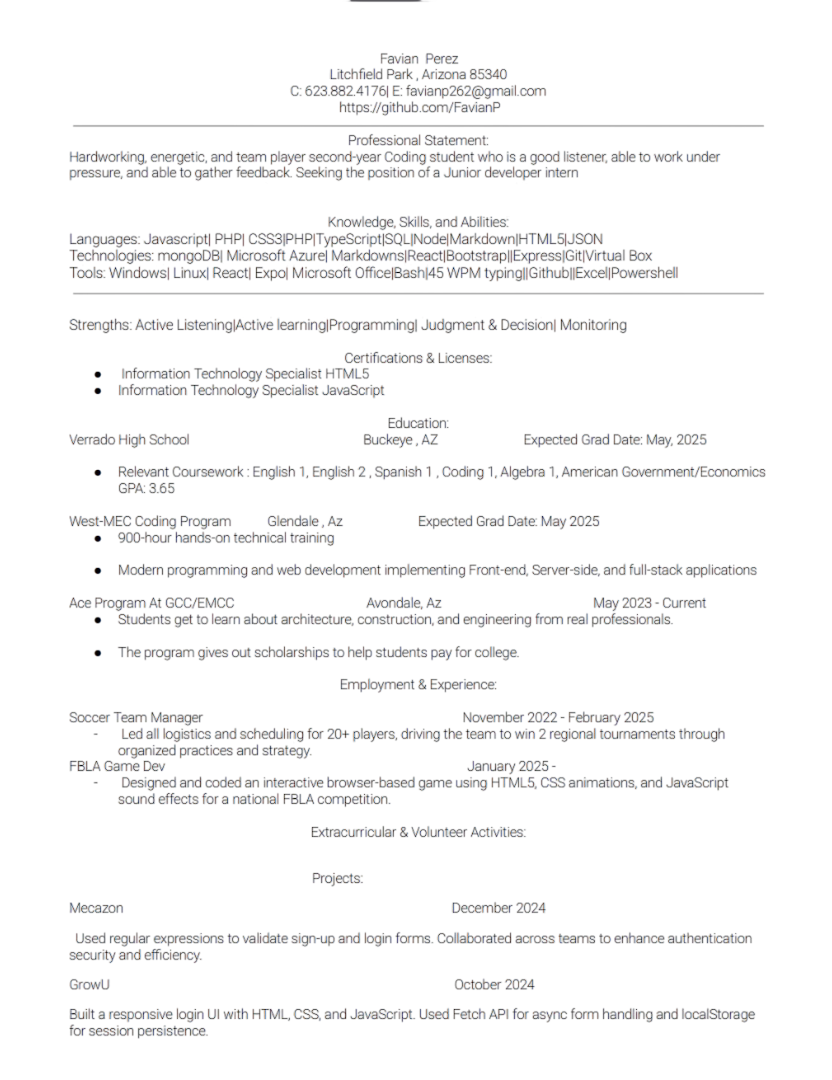 Favian Perez
Litchfield Park , Arizona 85340
C: 623.882.4176| E: favianp262@gmail.com
https://github.com/FavianP
Professional Statement:
Hardworking, energetic, and team player second-year Coding student who is a good listener, able to work under
pressure, and able to gather feedback. Seeking the position of a Junior developer intern
Knowledge, Skills, and Abilities:
Languages: Javascript| PHP| CSS3|PHP|TypeScript|SQL|Node|Markdown|HTML5|JSON
Technologies: mongoDB| Microsoft Azure| Markdowns|React|Bootstrap||Express|Git|Virtual Box
Tools: Windows| Linux| React| Expo| Microsoft Office|Bash|45 WPM typing||Github||Excel|Powershell
Strengths: Active Listening|Active learning|Programming| Judgment & Decision| Monitoring
Certifications & Licenses:
● Information Technology Specialist HTML5
● Information Technology Specialist JavaScript
Education:
Verrado High School Buckeye , AZ Expected Grad Date: May, 2025
● Relevant Coursework : English 1, English 2 , Spanish 1 , Coding 1, Algebra 1, American Government/Economics
GPA: 3.65
West-MEC Coding Program Glendale , Az Expected Grad Date: May 2025
● 900-hour hands-on technical training
● Modern programming and web development implementing Front-end, Server-side, and full-stack applications
Ace Program At GCC/EMCC Avondale, Az May 2023 - Current
● Students get to learn about architecture, construction, and engineering from real professionals.
● The program gives out scholarships to help students pay for college.
Employment & Experience:
Soccer Team Manager November 2022 - February 2025
- Led all logistics and scheduling for 20+ players, driving the team to win 2 regional tournaments through
organized practices and strategy.
FBLA Game Dev January 2025 -
- Designed and coded an interactive browser-based game using HTML5, CSS animations, and JavaScript
sound effects for a national FBLA competition.
Extracurricular & Volunteer Activities:
Projects:
Mecazon December 2024
Used regular expressions to validate sign-up and login forms. Collaborated across teams to enhance authentication
security and efficiency.
GrowU October 2024
Built a responsive login UI with HTML, CSS, and JavaScript. Used Fetch API for async form handling and localStorage
for session persistence.